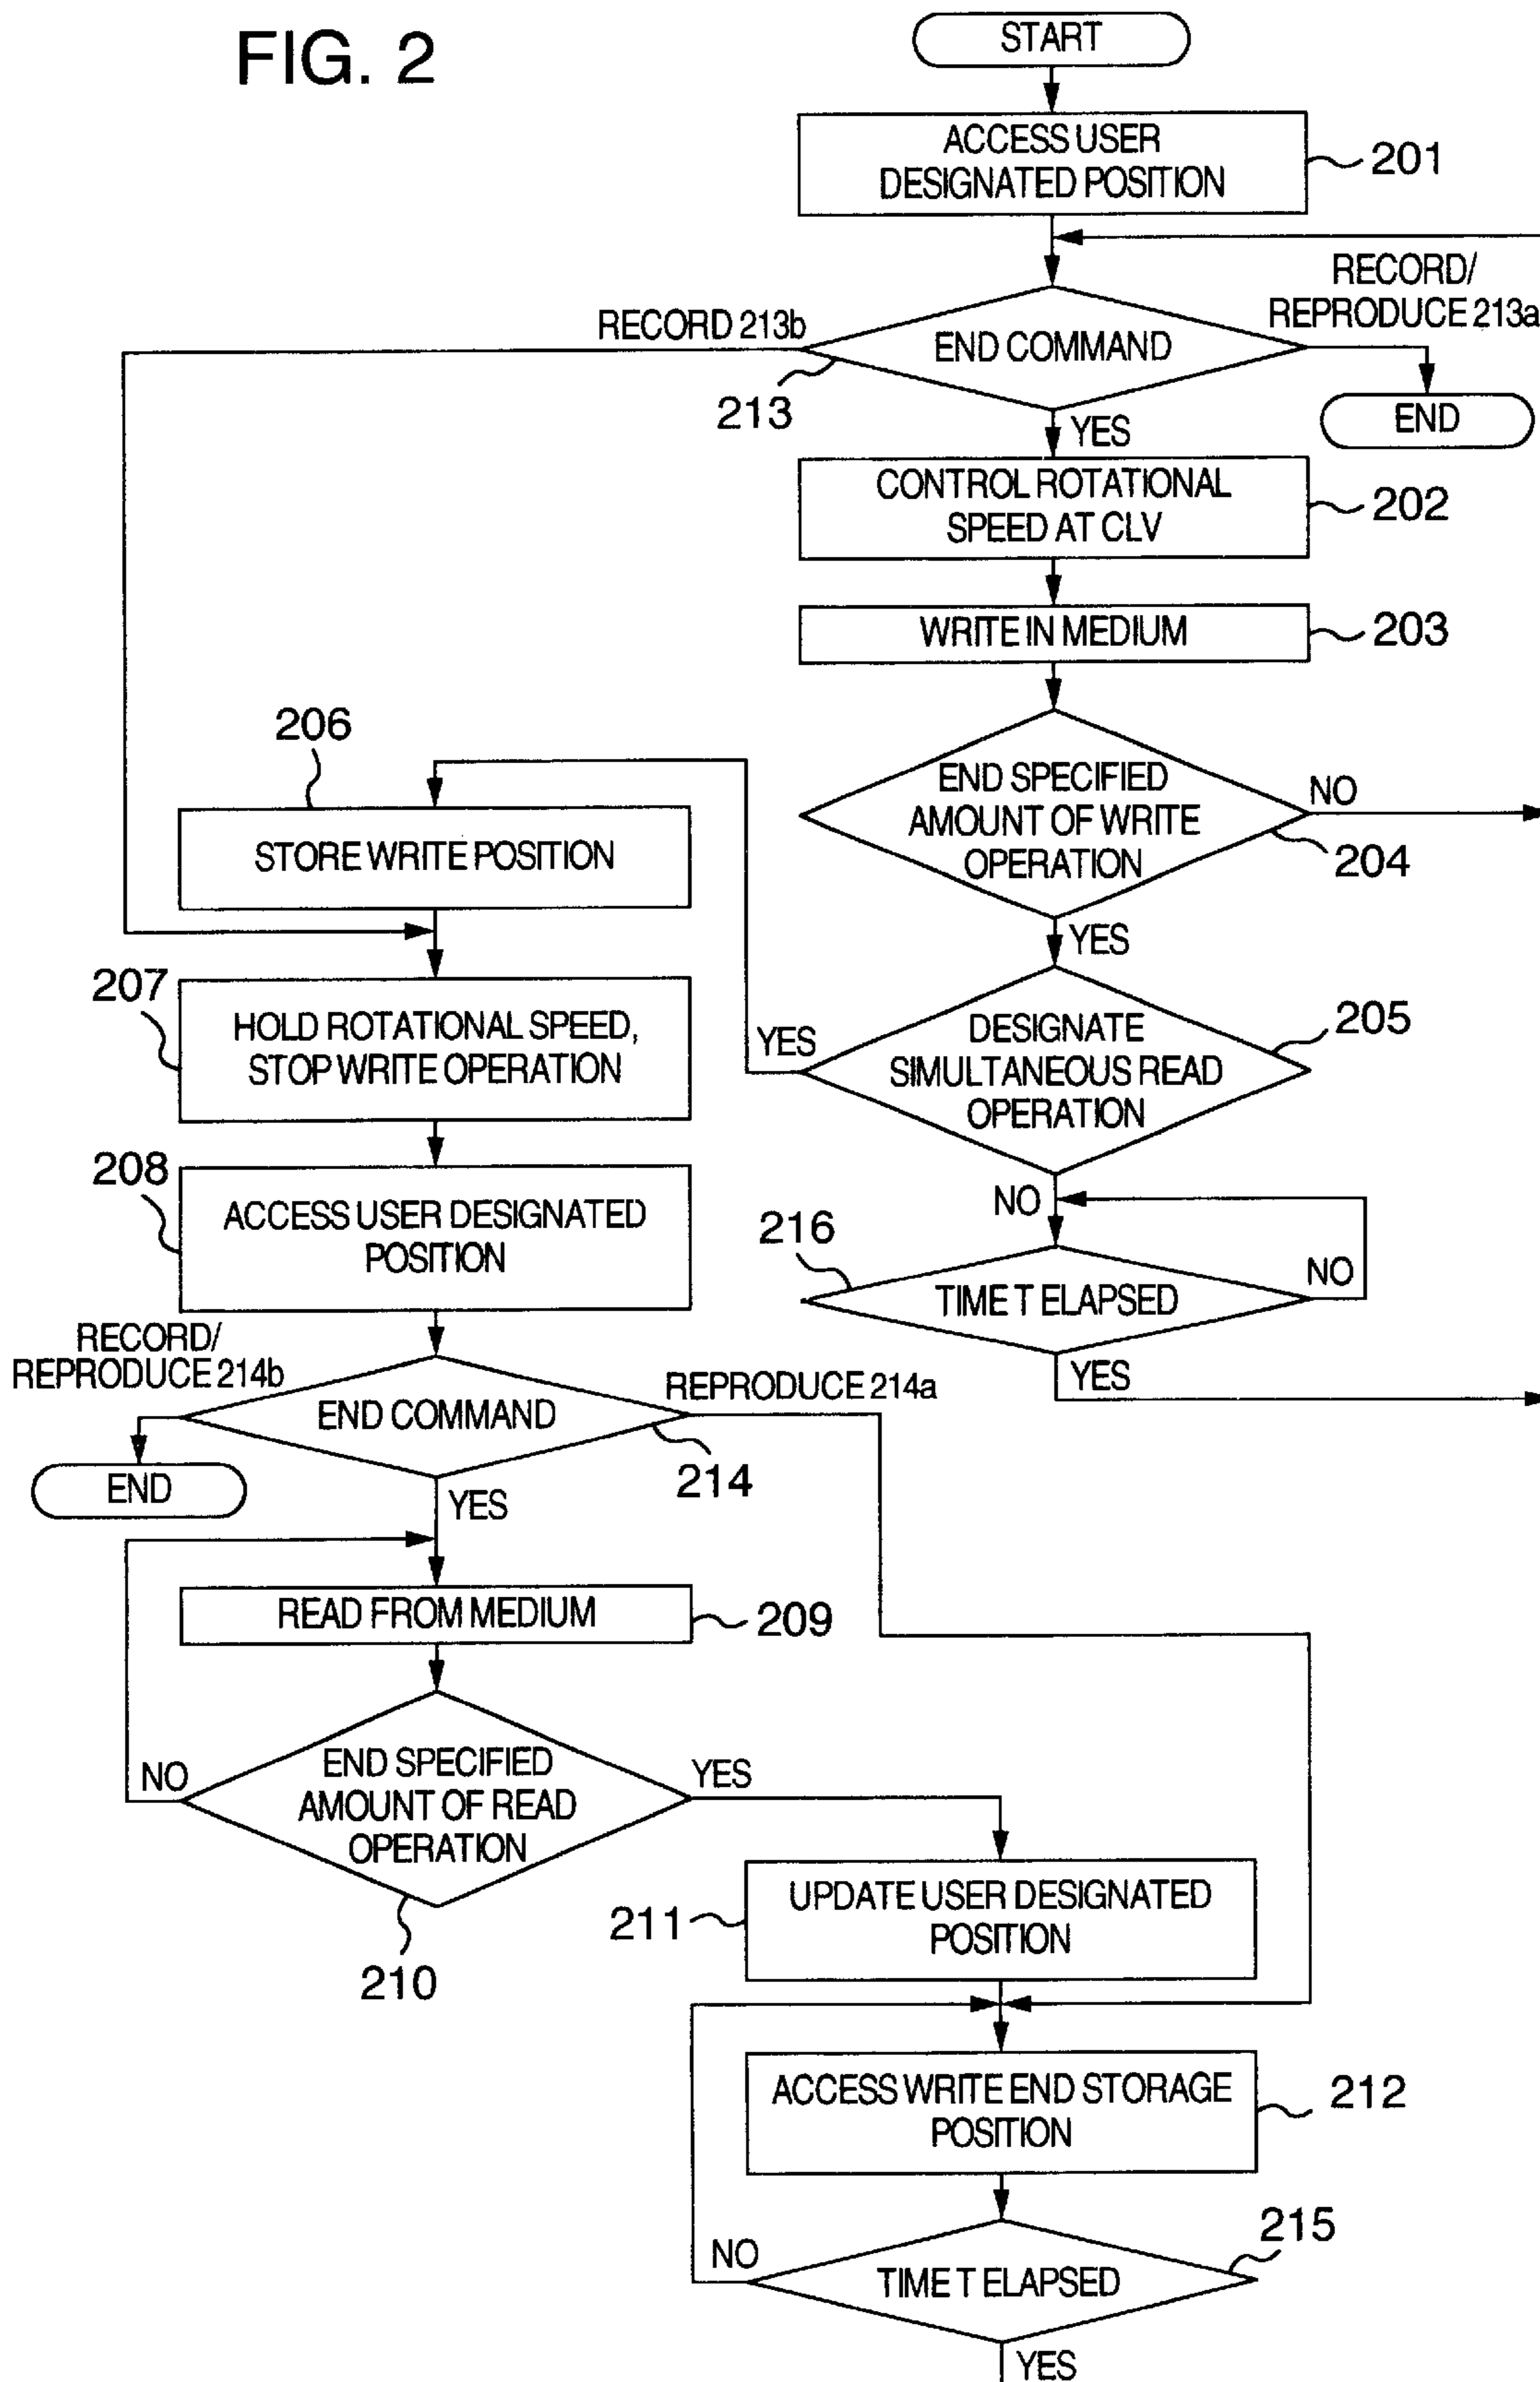 FIG. 2
START
ACCESS USER
DESIGNATED POSITION
201
RECORD/
REPRODUCE 213a
RECORD 213b
END COMMAND
213
END
YES
CONTROL ROTATIONAL
SPEED AT CLV
202
WRITE IN MEDIUM
203
206
END SPECIFIED
AMOUNT OF WRITE
OPERATION
NO
204
STORE WRITE POSITION
YES
207
HOLD ROTATIONAL SPEED,
STOP WRITE OPERATION
YES
DESIGNATE
SIMULTANEOUS READ
OPERATION
205
208
ACCESS USER DESIGNATED
POSITION
NO
216
TIME T ELAPSED
NO
YES
RECORD/
REPRODUCE 214b
END COMMAND
REPRODUCE 214a
214
END
YES
READ FROM MEDIUM
209
NO
END SPECIFIED
AMOUNT OF READ
OPERATION
YES
210
211
UPDATE USER DESIGNATED
POSITION
ACCESS WRITE END STORAGE
POSITION
212
NO
TIME T ELAPSED
215
YES